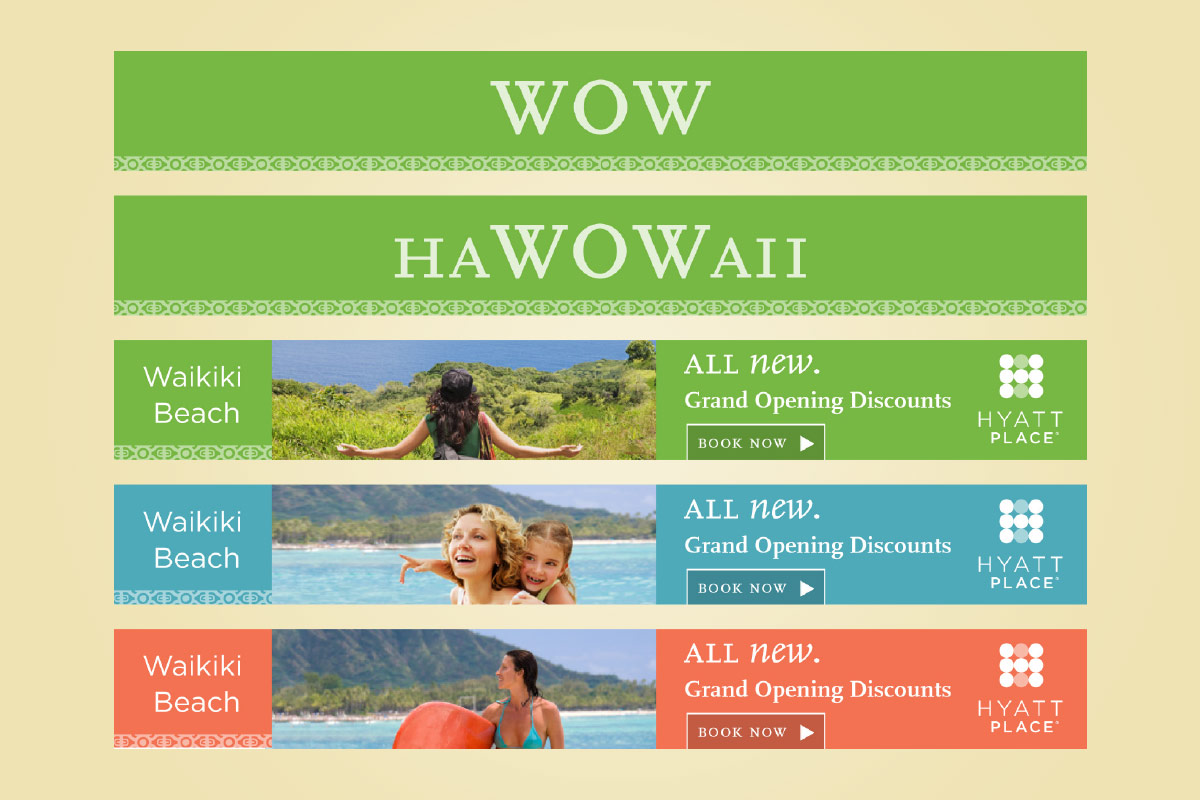 WOW
HAWOWAII
Waikiki
Beach
ALL new.
Grand Opening Discounts
BOOK NOW
HYATT
PLACE
Waikiki
Beach
ALL new.
Grand Opening Discounts
BOOK NOW
HYATT
PLACE
Waikiki
Beach
ALL new.
Grand Opening Discounts
BOOK NOW
HYATT
PLACE